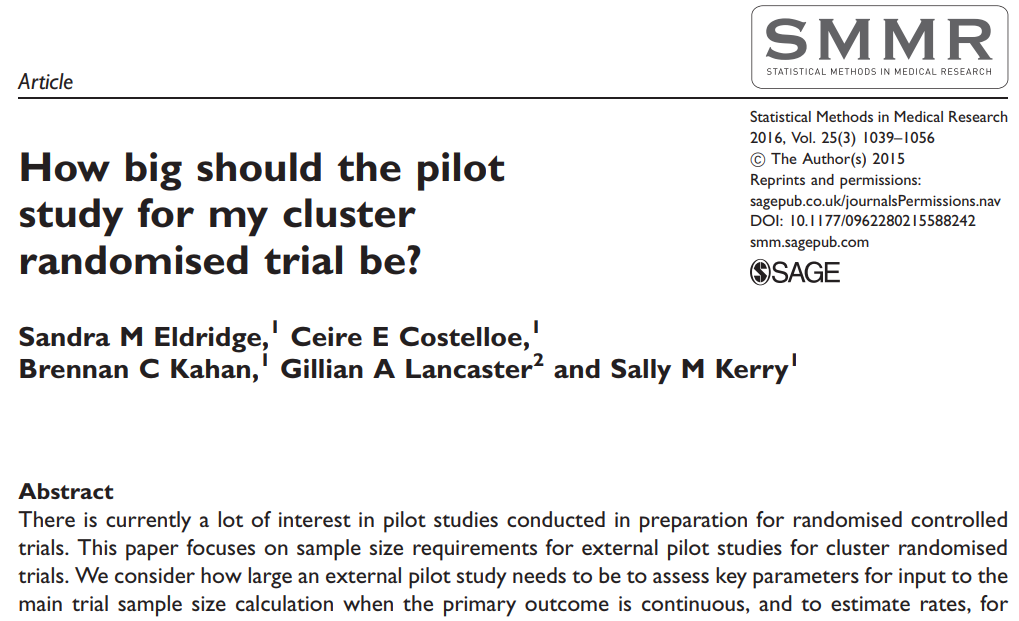 SMMR
STATISTICAL METHODS IN MEDICAL RESEARCH
Article
Statistical Methods in Medical Research
2016, Vol. 25(3) 1039–1056
© The Author(s) 2015
Reprints and permissions:
sagepub.co.uk/journalsPermissions.nav
DOI: 10.1177/0962280215588242
smm.sagepub.com
SAGE
How big should the pilot
study for my cluster
randomised trial be?
Sandra M Eldridge,1 Ceire E Costelloe,1
Brennan C Kahan,1 Gillian A Lancaster2 and Sally M Kerry1
Abstract
There is currently a lot of interest in pilot studies conducted in preparation for randomised controlled
trials. This paper focuses on sample size requirements for external pilot studies for cluster randomised
trials. We consider how large an external pilot study needs to be to assess key parameters for input to the
main trial sample size calculation when the primary outcome is continuous, and to estimate rates, for